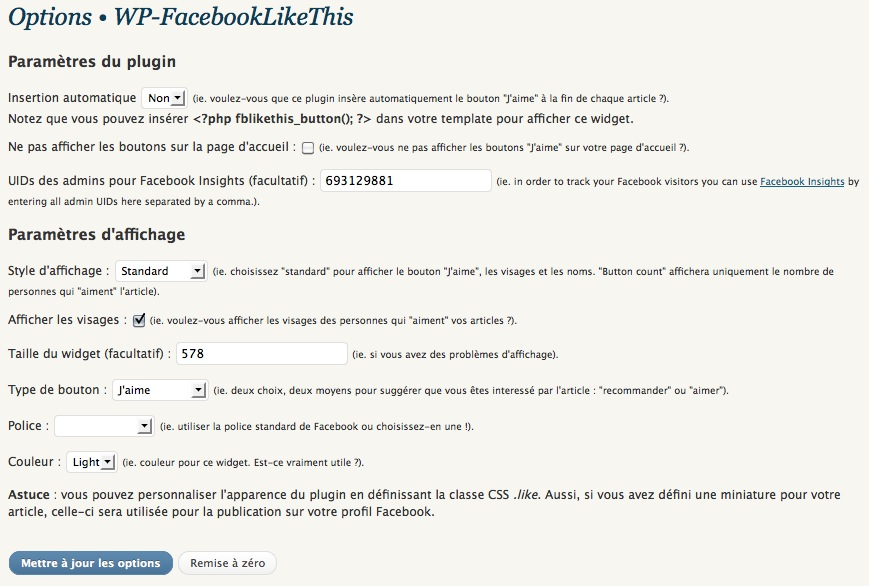 Options • WP-FacebookLikeThis
Paramètres du plugin
Insertion automatique Non (ie. voulez-vous que ce plugin insère automatiquement le bouton "J'aime" à la fin de chaque article ?).
Notez que vous pouvez insérer <?php fblikethis_button(); ?> dans votre template pour afficher ce widget.
Ne pas afficher les boutons sur la page d'accueil : (ie. voulez-vous ne pas afficher les boutons "J'aime" sur votre page d'accueil ?).
UIDs des admins pour Facebook Insights (facultatif) : 693129881 (ie. in order to track your Facebook visitors you can use Facebook Insights by
entering all admin UIDs here separated by a comma.).
Paramètres d'affichage
Style d'affichage : Standard (ie. choisissez "standard" pour afficher le bouton "J'aime", les visages et les noms. "Button count" affichera uniquement le nombre de
personnes qui "aiment" l'article).
Afficher les visages : (ie. voulez-vous afficher les visages des personnes qui "aiment" vos articles ?).
Taille du widget (facultatif) : 578 (ie. si vous avez des problèmes d'affichage).
Type de bouton : J'aime (ie. deux choix, deux moyens pour suggérer que vous êtes interessé par l'article : "recommander" ou "aimer").
Police : (ie. utiliser la police standard de Facebook ou choisissez-en une !).
Couleur : Light (ie. couleur pour ce widget. Est-ce vraiment utile ?).
Astuce : vous pouvez personnaliser l'apparence du plugin en définissant la classe CSS .like. Aussi, si vous avez défini une miniature pour votre
article, celle-ci sera utilisée pour la publication sur votre profil Facebook.
Mettre à jour les options Remise à zéro